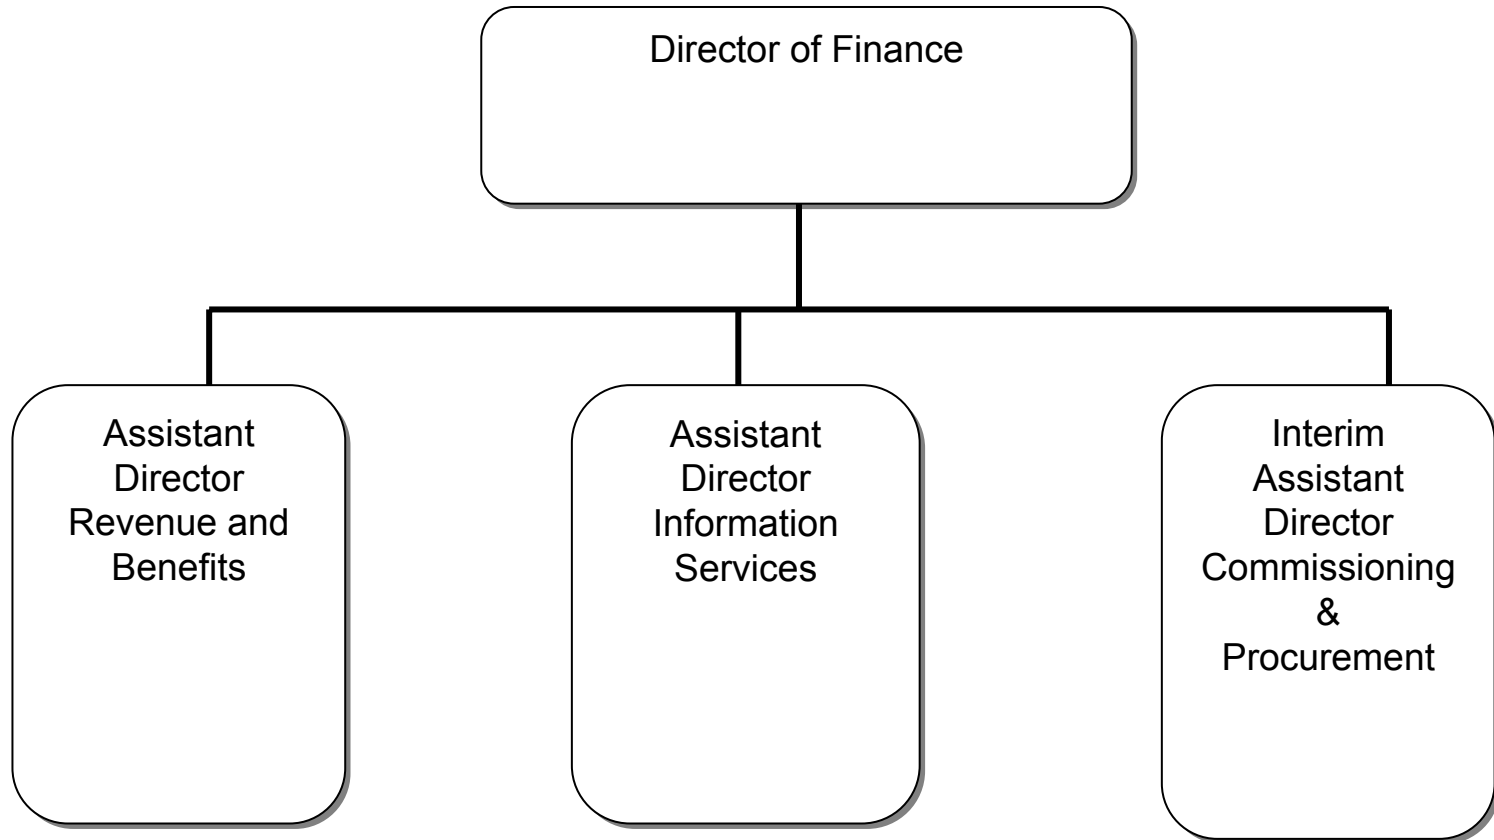 Director of Finance
Assistant
Director
Revenue and
Benefits
Assistant
Director
Information
Services
Interim
Assistant
Director
Commissioning
&
Procurement